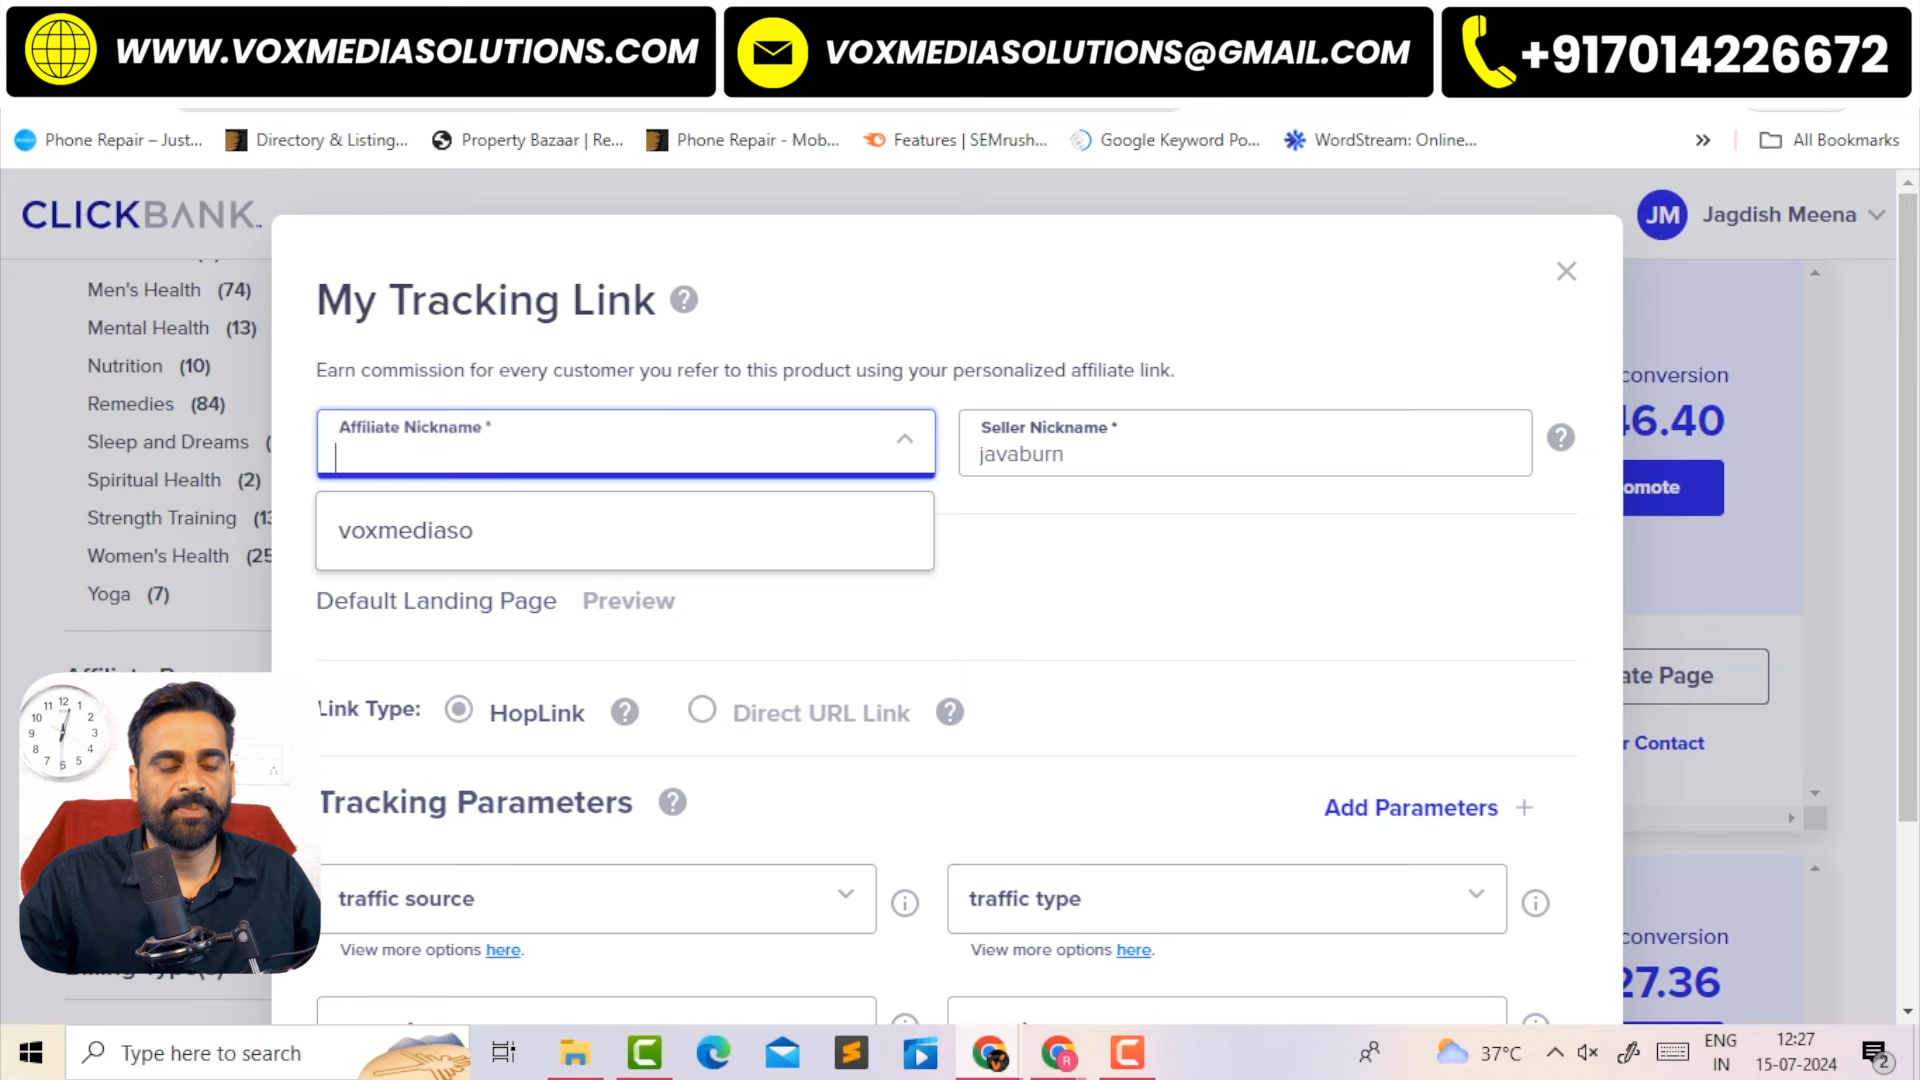 WWW.VOXMEDIASOLUTIONS.COM
VOXMEDIASOLUTIONS@GMAIL.COM
+917014226672
Phone Repair – Just...
Directory & Listing...
Property Bazaar | Re...
Phone Repair - Mob...
Features | SEMrush...
Google Keyword Po...
WordStream: Online...
All Bookmarks
CLICKBANK
JM
Jagdish Meena
Men's Health (74)
Mental Health (13)
Nutrition (10)
Remedies (84)
Sleep and Dreams (
Spiritual Health (2)
Strength Training (1
Women's Health (25
Yoga (7)
My Tracking Link ?
Earn commission for every customer you refer to this product using your personalized affiliate link.
Affiliate Nickname *
Seller Nickname *
javaburn
voxmediaso
Default Landing Page Preview
Link Type: HopLink ? Direct URL Link ?
Tracking Parameters ?
Add Parameters +
traffic source
traffic type
View more options here.
View more options here.
conversion
46.40
omote
ate Page
r Contact
conversion
27.36
Type here to search
37°C
ENG
IN
12:27
15-07-2024
2